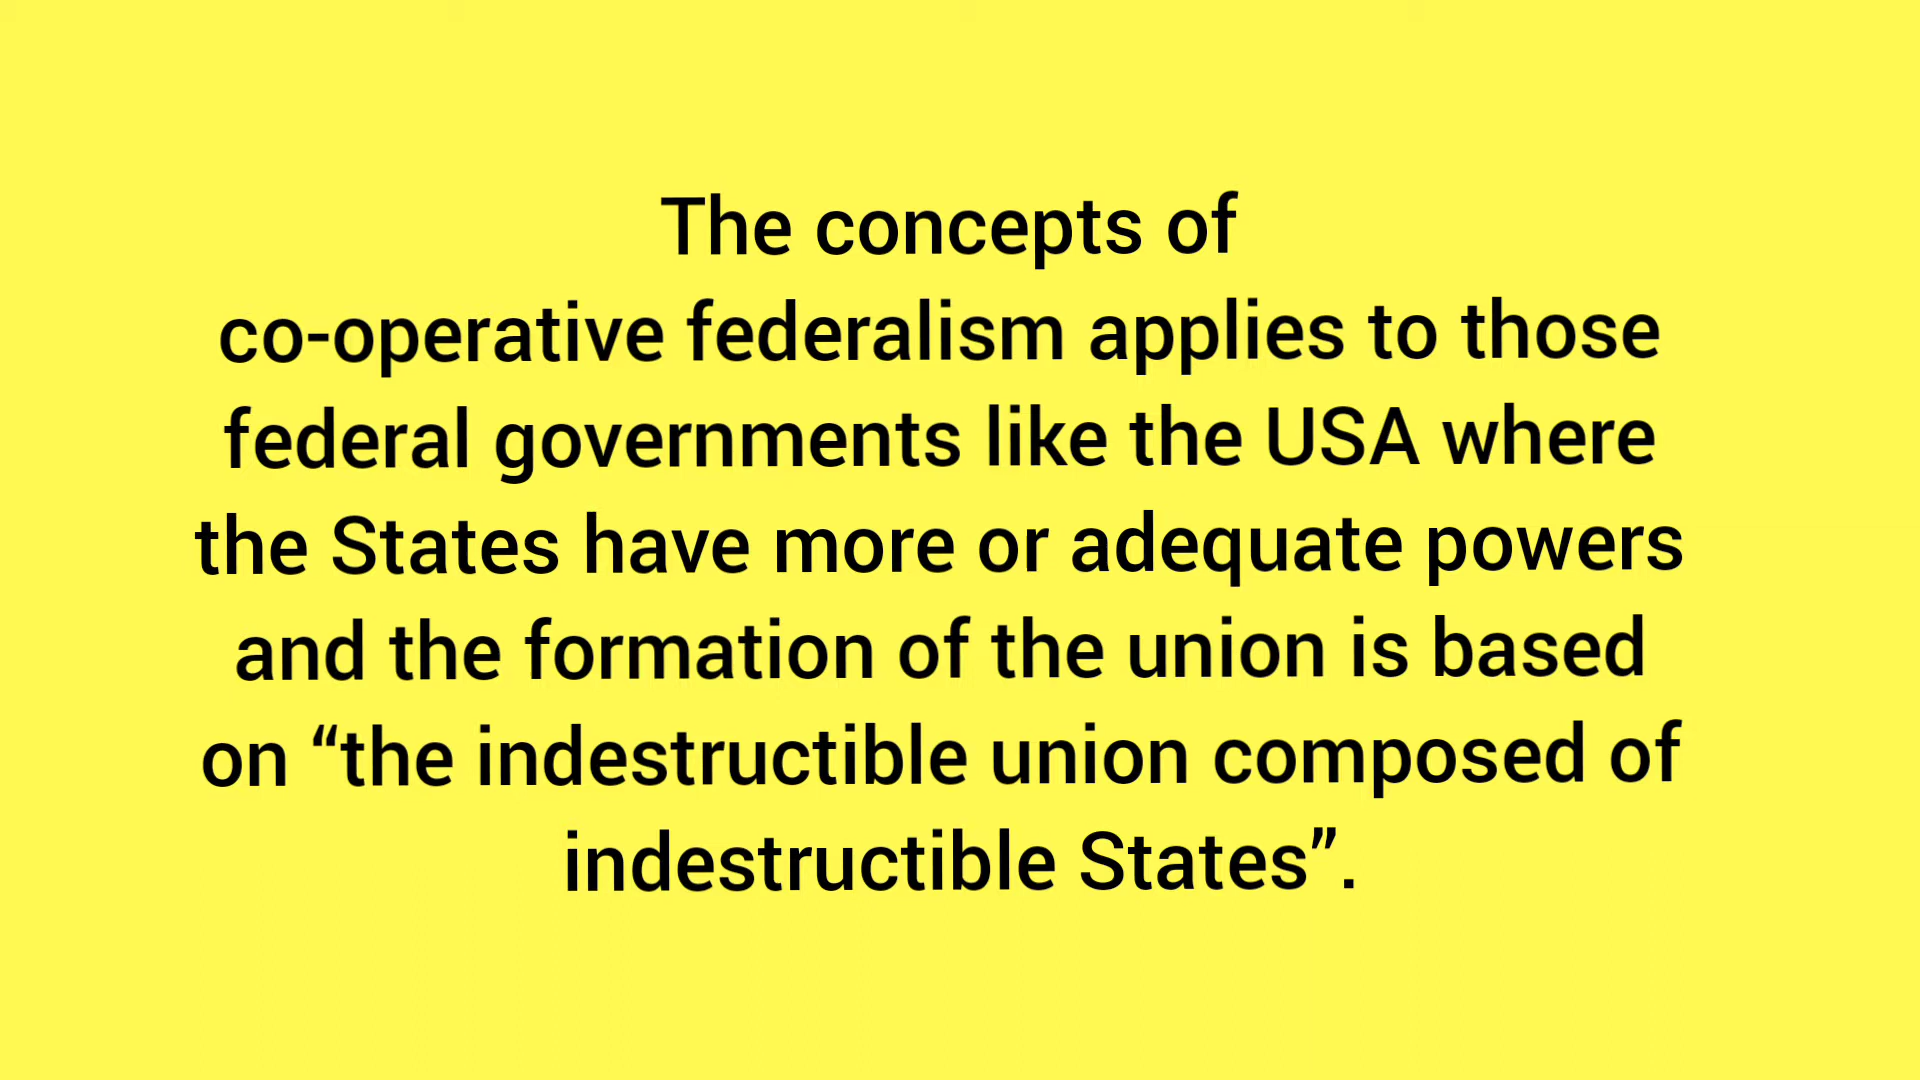 The concepts of
co-operative federalism applies to those
federal governments like the USA where
the States have more or adequate powers
and the formation of the union is based
on “the indestructible union composed of
indestructible States”.